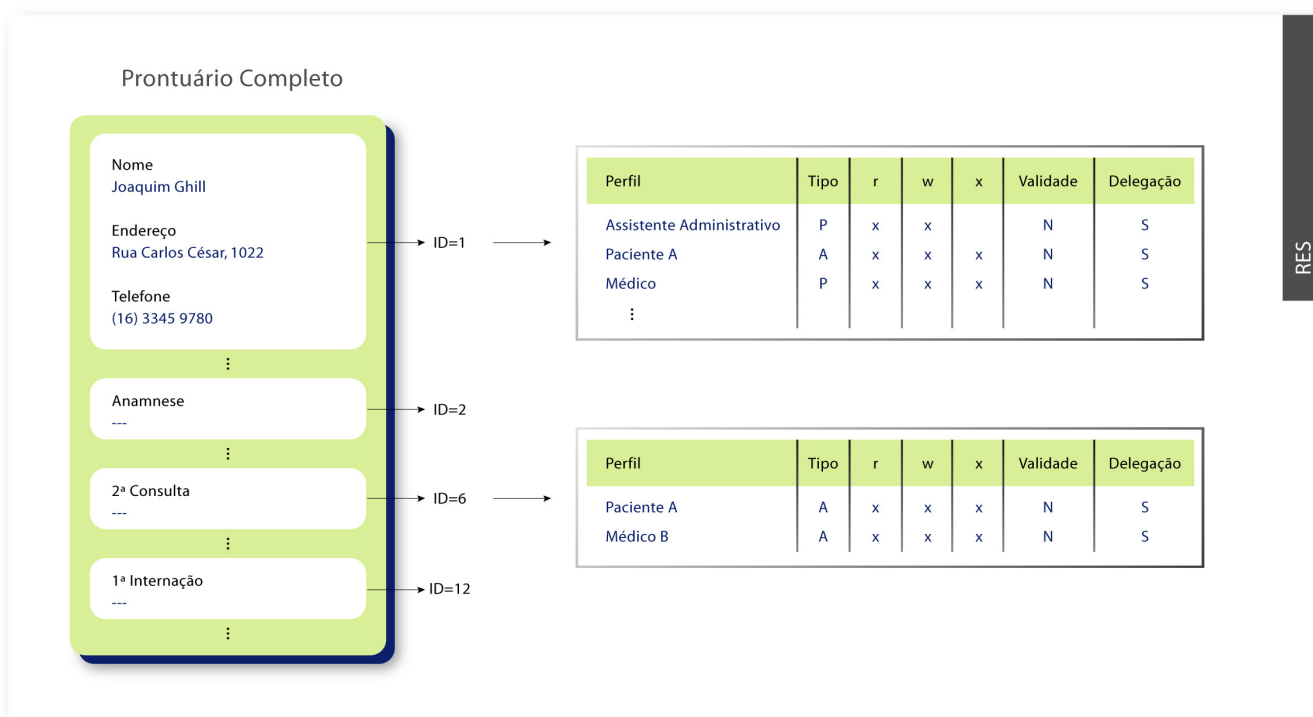 Prontuário Completo
Nome
Joaquim Ghill
Endereço
Rua Carlos César, 1022
Telefone
(16) 3345 9780
⋮
Anamnese
---
⋮
2ª Consulta
---
⋮
1ª Internação
---
⋮
ID=1
ID=2
ID=6
ID=12
Perfil Tipo r w x Validade Delegação
Assistente Administrativo P x x N S
Paciente A A x x x N S
Médico P x x x N S
⋮
Perfil Tipo r w x Validade Delegação
Paciente A A x x x N S
Médico B A x x x N S
RES